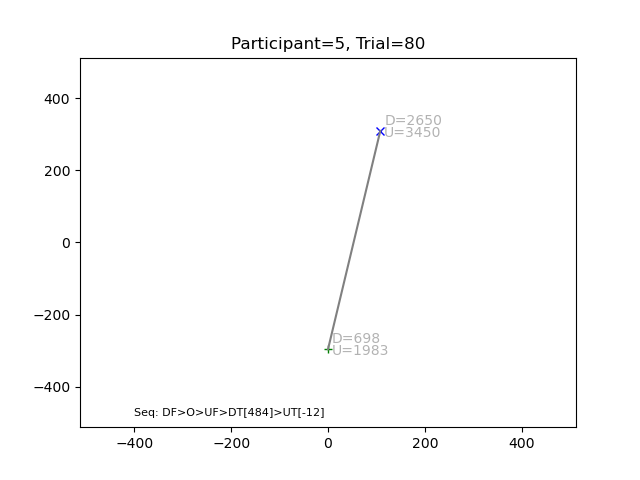 Participant=5, Trial=80
400
200
0
−200
−400
D=2650
U=3450
D=698
U=1983
Seq: DF>O>UF>DT[484]>UT[-12]
−400 −200 0 200 400